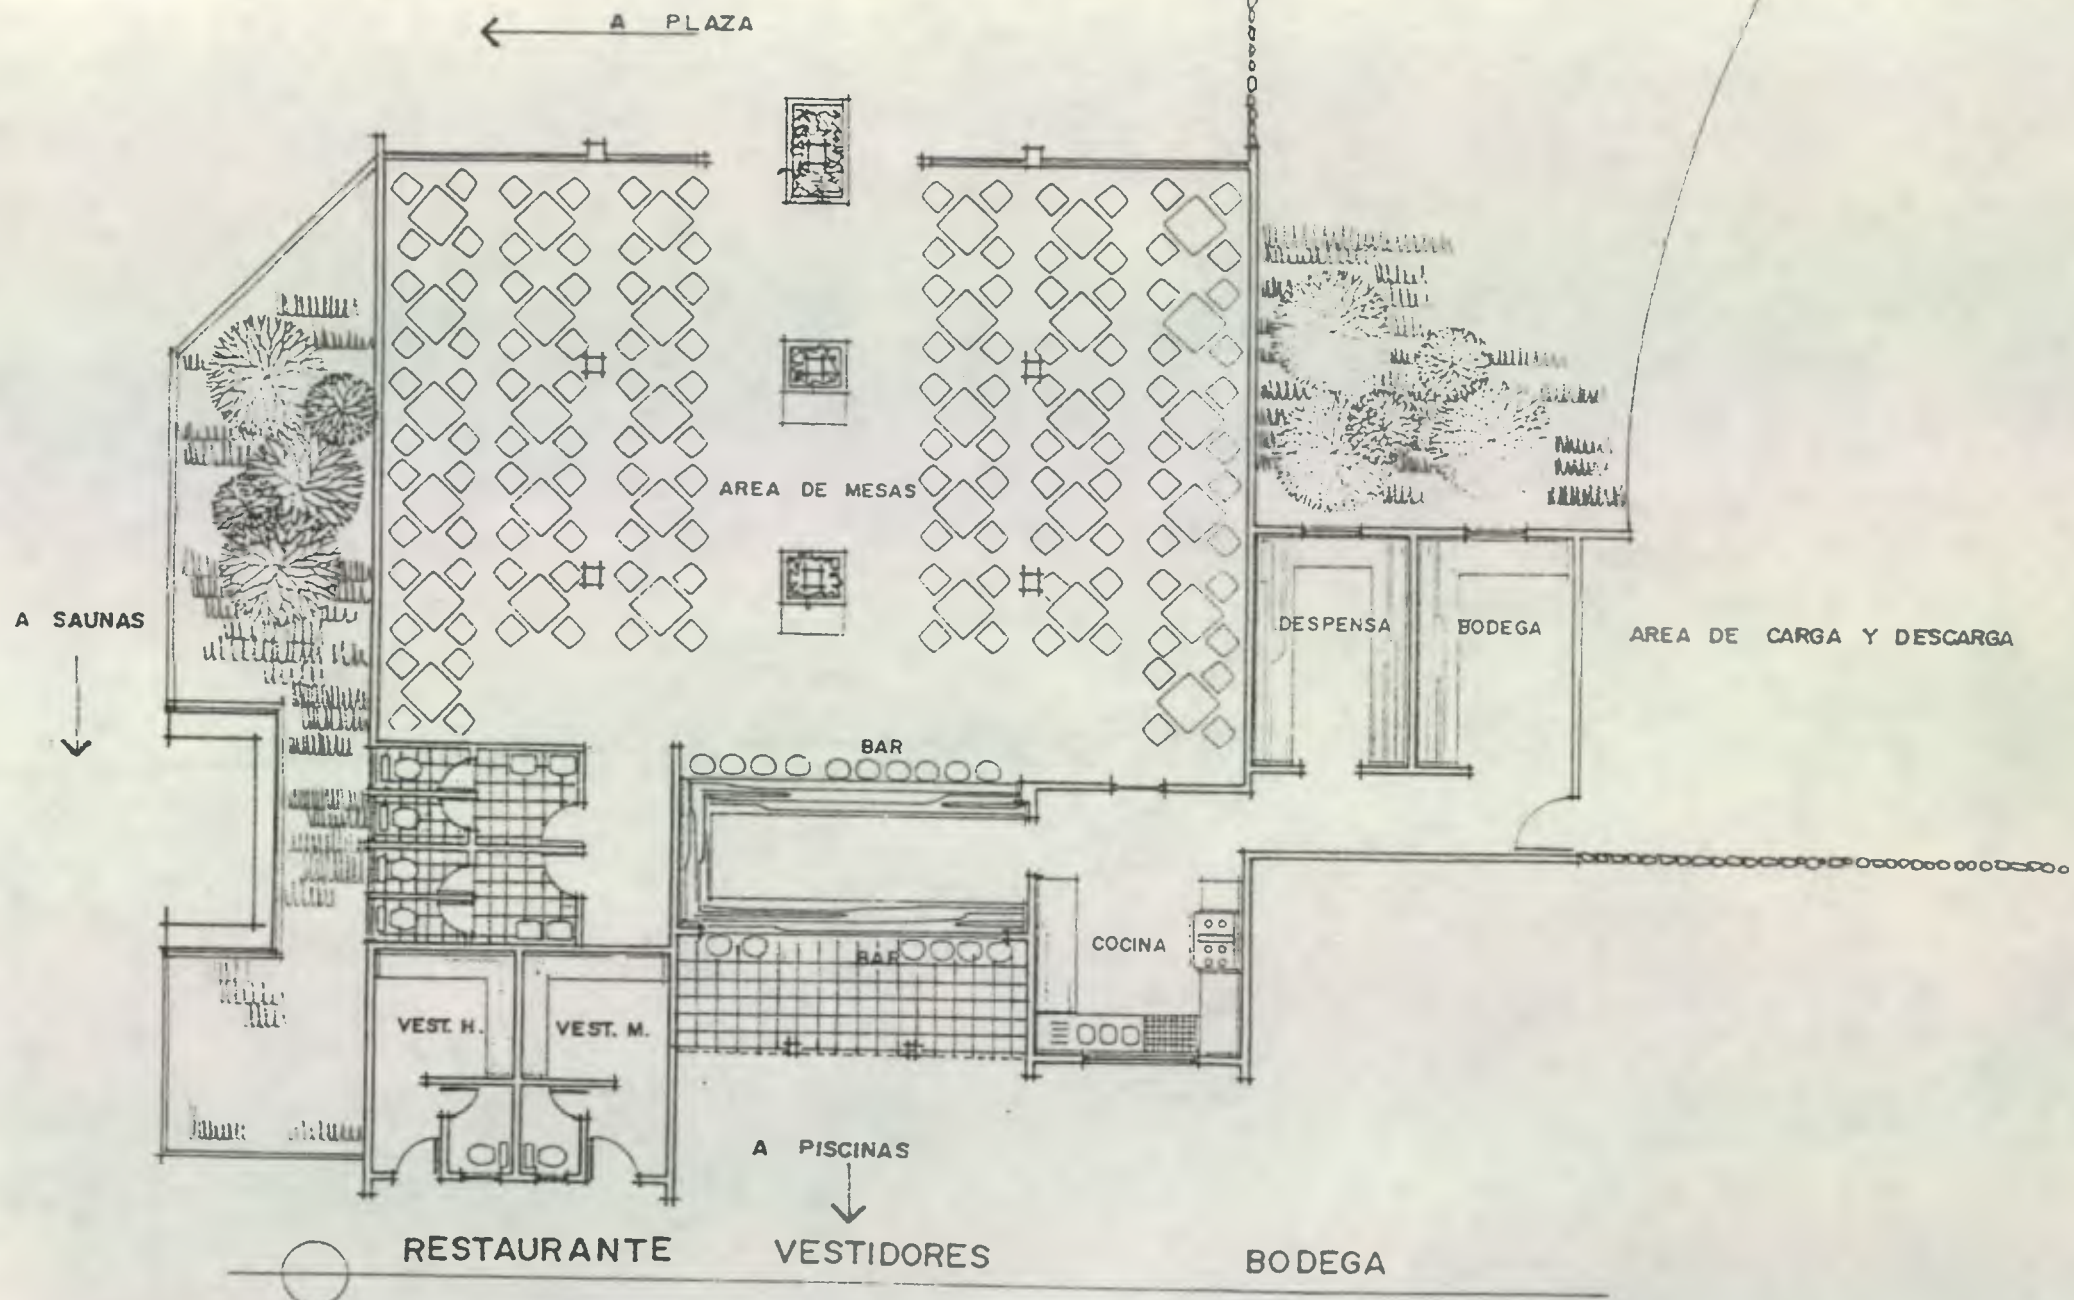 A PLAZA
AREA DE MESAS
A SAUNAS
DESPENSA
BODEGA
AREA DE CARGA Y DESCARGA
BAR
BAR
COCINA
VEST. H.
VEST. M.
A PISCINAS
RESTAURANTE VESTIDORES BODEGA